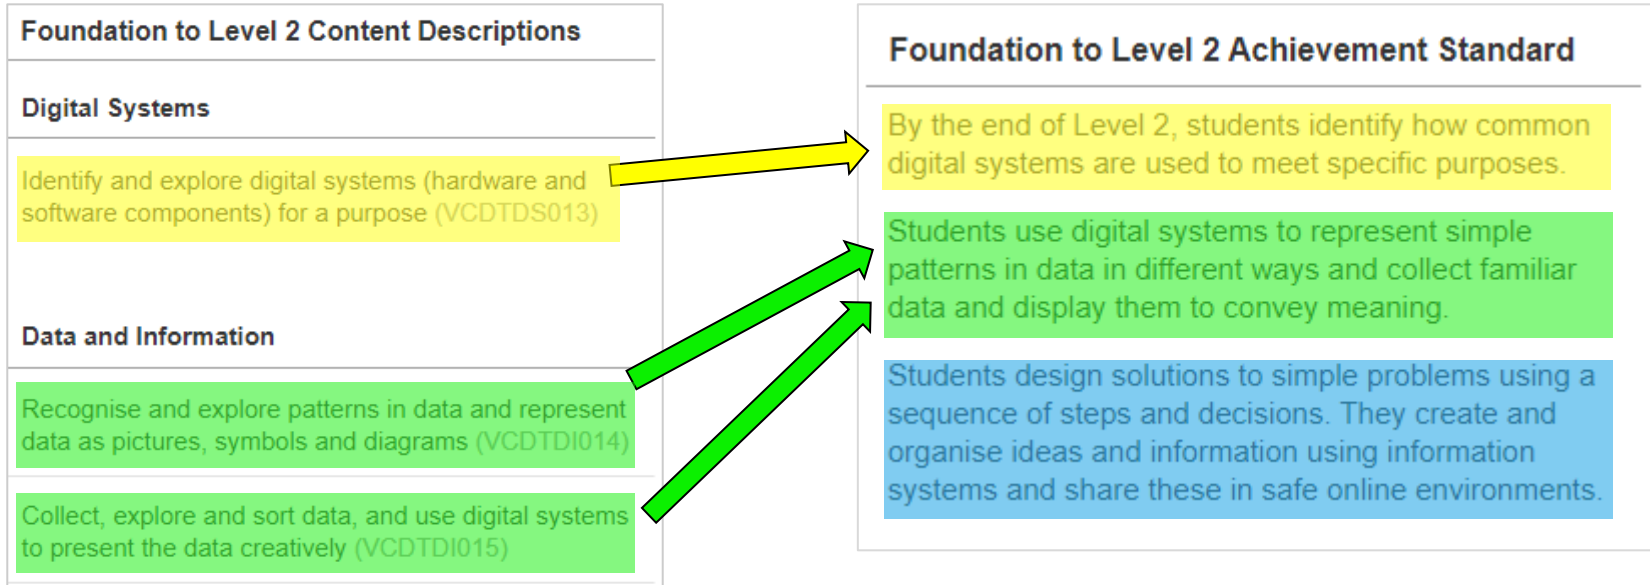 Foundation to Level 2 Content Descriptions
Digital Systems
Identify and explore digital systems (hardware and
software components) for a purpose (VCDTDS013)
Data and Information
Recognise and explore patterns in data and represent
data as pictures, symbols and diagrams (VCDTDI014)
Collect, explore and sort data, and use digital systems
to present the data creatively (VCDTDI015)
Foundation to Level 2 Achievement Standard
By the end of Level 2, students identify how common
digital systems are used to meet specific purposes.
Students use digital systems to represent simple
patterns in data in different ways and collect familiar
data and display them to convey meaning.
Students design solutions to simple problems using a
sequence of steps and decisions. They create and
organise ideas and information using information
systems and share these in safe online environments.